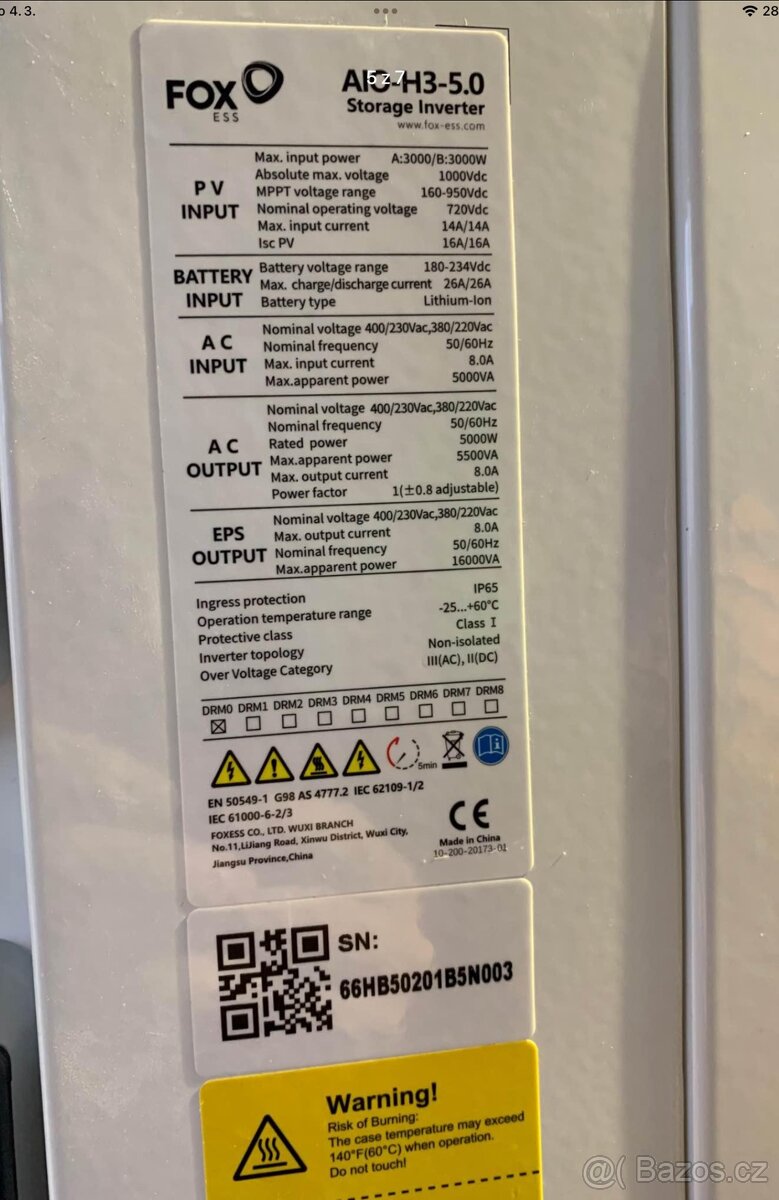 o 4. 3.
28
5 z 7
FOX
ESS
AIO-H3-5.0
Storage Inverter
www.fox-ess.com
PV INPUT
Max. input power A:3000/B:3000W
Absolute max. voltage 1000Vdc
MPPT voltage range 160-950Vdc
Nominal operating voltage 720Vdc
Max. input current 14A/14A
Isc PV 16A/16A
BATTERY INPUT
Battery voltage range 180-234Vdc
Max. charge/discharge current 26A/26A
Battery type Lithium-Ion
AC INPUT
Nominal voltage 400/230Vac,380/220Vac
Nominal frequency 50/60Hz
Max. input current 8.0A
Max.apparent power 5000VA
AC OUTPUT
Nominal voltage 400/230Vac,380/220Vac
Nominal frequency 50/60Hz
Rated power 5000W
Max.apparent power 5500VA
Max. output current 8.0A
Power factor 1(±0.8 adjustable)
EPS OUTPUT
Nominal voltage 400/230Vac,380/220Vac
Max. output current 8.0A
Nominal frequency 50/60Hz
Max.apparent power 16000VA
Ingress protection IP65
Operation temperature range -25...+60°C
Protective class Class I
Inverter topology Non-isolated
Over Voltage Category III(AC), II(DC)
DRM0 DRM1 DRM2 DRM3 DRM4 DRM5 DRM6 DRM7 DRM8
5min
EN 50549-1 G98 AS 4777.2 IEC 62109-1/2
IEC 61000-6-2/3
FOXESS CO., LTD. WUXI BRANCH
No.11,LiJiang Road, Xinwu District, Wuxi City,
Jiangsu Province,China
CE
Made in China
10-200-20173-01
SN:
66HB50201B5N003
Warning!
Risk of Burning:
The case temperature may exceed
140°F(60°C) when operation.
Do not touch!
@( Bazos.cz